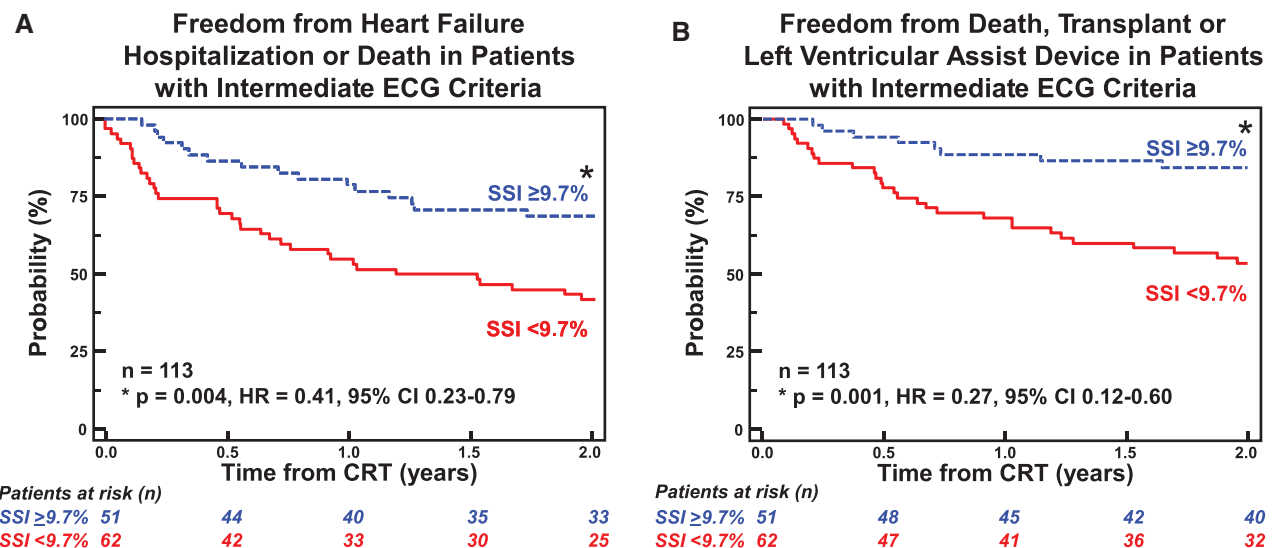 A
Freedom from Heart Failure
Hospitalization or Death in Patients
with Intermediate ECG Criteria
100
75
50
25
0
Probability (%)
SSI ≥9.7%
*
SSI <9.7%
n = 113
* p = 0.004, HR = 0.41, 95% CI 0.23-0.79
0.0 0.5 1.0 1.5 2.0
Time from CRT (years)
Patients at risk (n)
SSI ≥9.7% 51 44 40 35 33
SSI <9.7% 62 42 33 30 25
B
Freedom from Death, Transplant or
Left Ventricular Assist Device in Patients
with Intermediate ECG Criteria
100
75
50
25
0
Probability (%)
*
SSI ≥9.7%
SSI <9.7%
n = 113
* p = 0.001, HR = 0.27, 95% CI 0.12-0.60
0.0 0.5 1.0 1.5 2.0
Time from CRT (years)
Patients at risk (n)
SSI ≥9.7% 51 48 45 42 40
SSI <9.7% 62 47 41 36 32